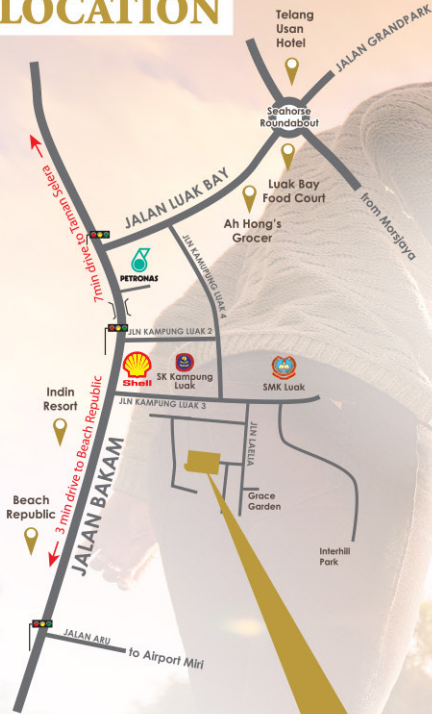 LOCATION
Telang
Usan
Hotel
JALAN GRANDPARK
Seahorse
Roundabout
7min drive to Taman Selera
JALAN LUAK BAY
Luak Bay
Food Court
Ah Hong's
Grocer
from Morsjaya
PETRONAS
JLN KAMUPUNG LUAK 4
JLN KAMPUNG LUAK 2
Shell
SK Kampung
Luak
SMK Luak
JLN KAMPUNG LUAK 3
Indin
Resort
3 min drive to Beach Republic
JALAN BAKAM
JLN LAELIA
Grace
Garden
Beach
Republic
Interhill
Park
JALAN ARU
to Airport Miri